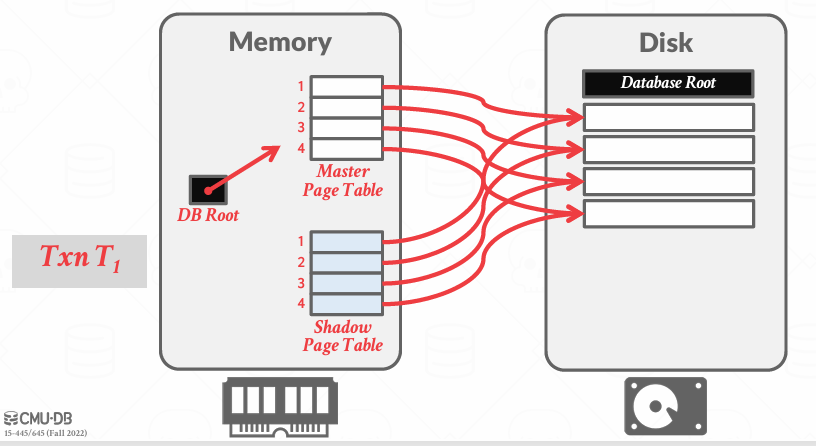 Memory
Disk
1
2
3
4
Master
Page Table
DB Root
Database Root
Txn T1
1
2
3
4
Shadow
Page Table
CMU·DB
15-445/645 (Fall 2022)